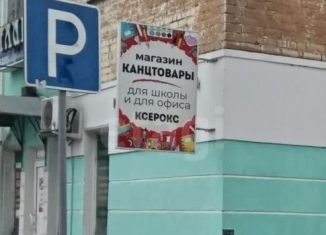 P
магазин
КАНЦТОВАРЫ
для школы
и для офиса
КСЕРОКС